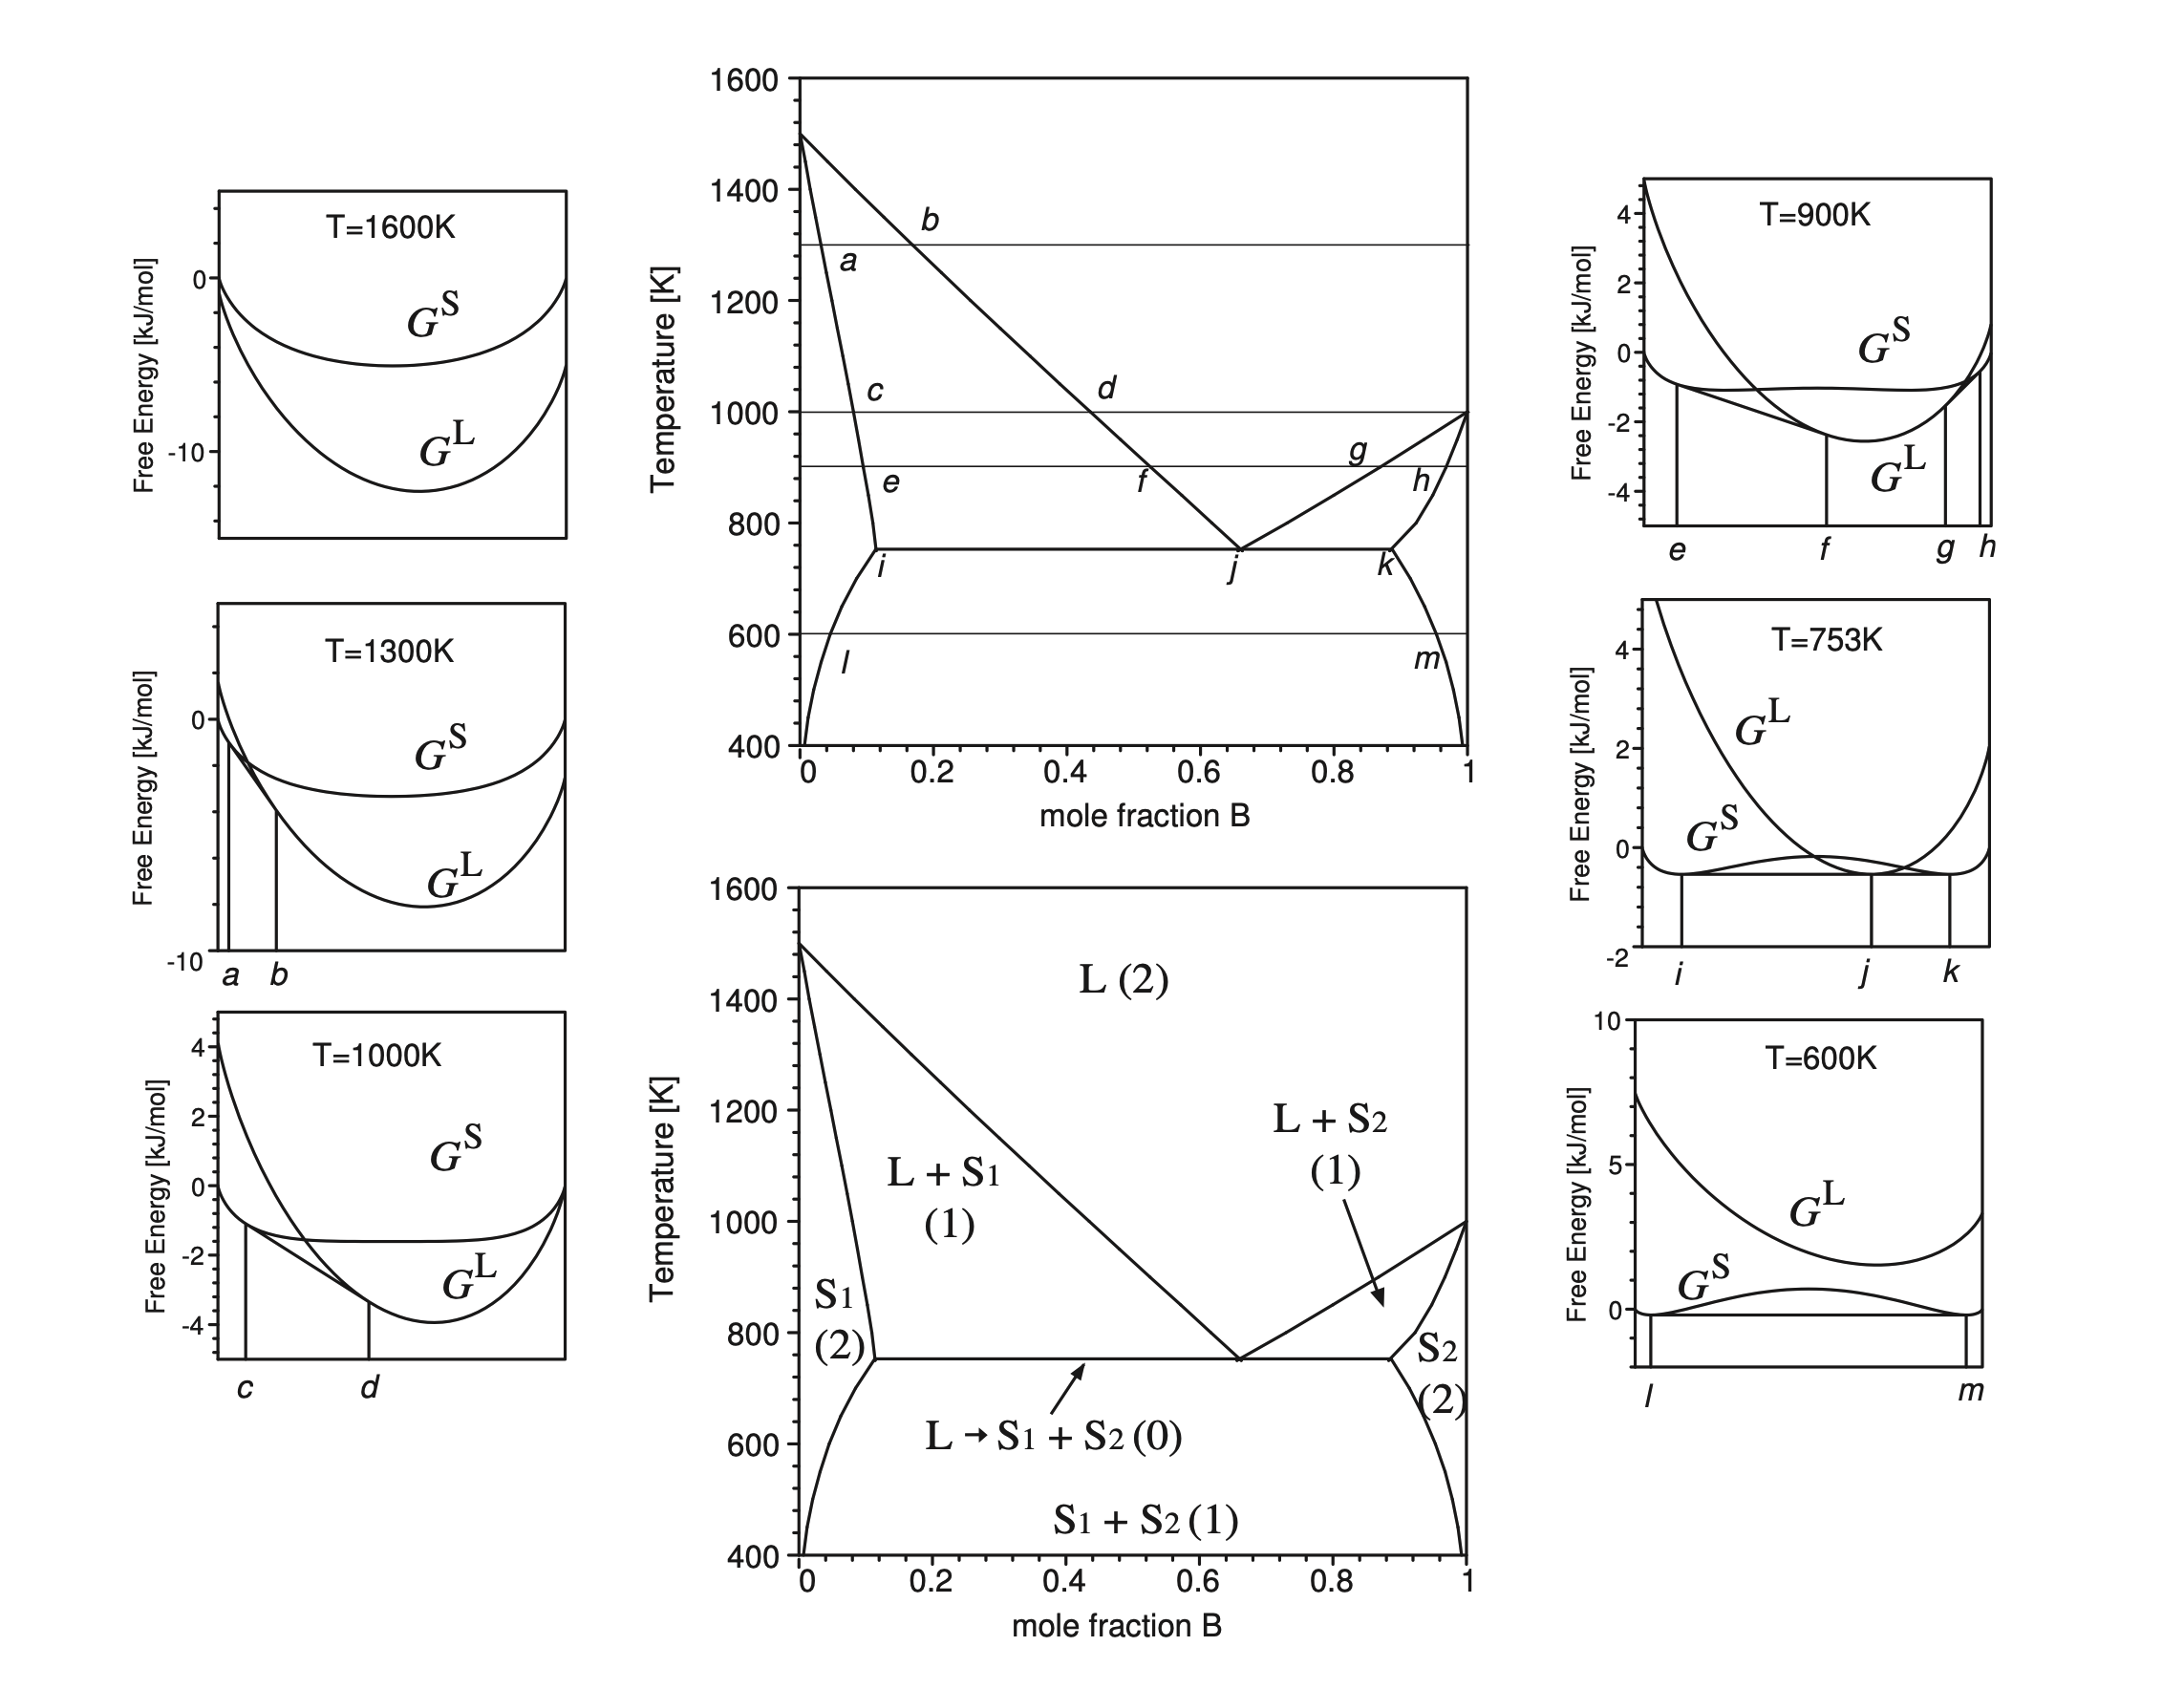 T=1600K
Free Energy [kJ/mol]
0
-10
G^S
G^L
T=1300K
Free Energy [kJ/mol]
0
-10
G^S
G^L
a b
T=1000K
Free Energy [kJ/mol]
4
2
0
-2
-4
G^S
G^L
c d
1600
1400
1200
1000
800
600
400
Temperature [K]
b
a
c d
g
e f h
i j k
l m
0 0.2 0.4 0.6 0.8 1
mole fraction B
1600
1400
1200
1000
800
600
400
Temperature [K]
L (2)
L + S1
(1)
L + S2
(1)
S1
(2)
S2
(2)
L → S1 + S2 (0)
S1 + S2 (1)
0 0.2 0.4 0.6 0.8 1
mole fraction B
T=900K
Free Energy [kJ/mol]
4
2
0
-2
-4
G^S
G^L
e f g h
T=753K
Free Energy [kJ/mol]
4
2
0
-2
G^L
G^S
i j k
T=600K
Free Energy [kJ/mol]
10
5
0
G^L
G^S
l m